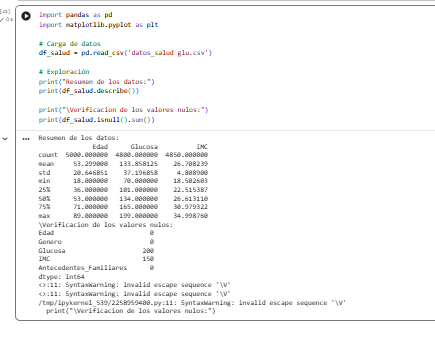 [21]
0 s
import pandas as pd
import matplotlib.pyplot as plt
# Carga de datos
df_salud = pd.read_csv('datos_salud glu.csv')
# Exploración
print("Resumen de los datos:")
print(df_salud.describe())
print("\Verificacion de los valores nulos:")
print(df_salud.isnull().sum())
Resumen de los datos:
Edad Glucosa IMC
count 5000.000000 4800.000000 4850.000000
mean 53.299000 133.858125 26.708239
std 20.646851 37.196858 4.808900
min 18.000000 70.000000 18.502603
25% 36.000000 101.000000 22.515387
50% 53.000000 134.000000 26.613110
75% 71.000000 165.000000 30.979322
max 89.000000 199.000000 34.998760
\Verificacion de los valores nulos:
Edad 0
Genero 0
Glucosa 200
IMC 150
Antecedentes_Familiares 0
dtype: int64
<>:11: SyntaxWarning: invalid escape sequence '\V'
<>:11: SyntaxWarning: invalid escape sequence '\V'
/tmp/ipykernel_539/2258959400.py:11: SyntaxWarning: invalid escape sequence '\V'
print("\Verificacion de los valores nulos:")